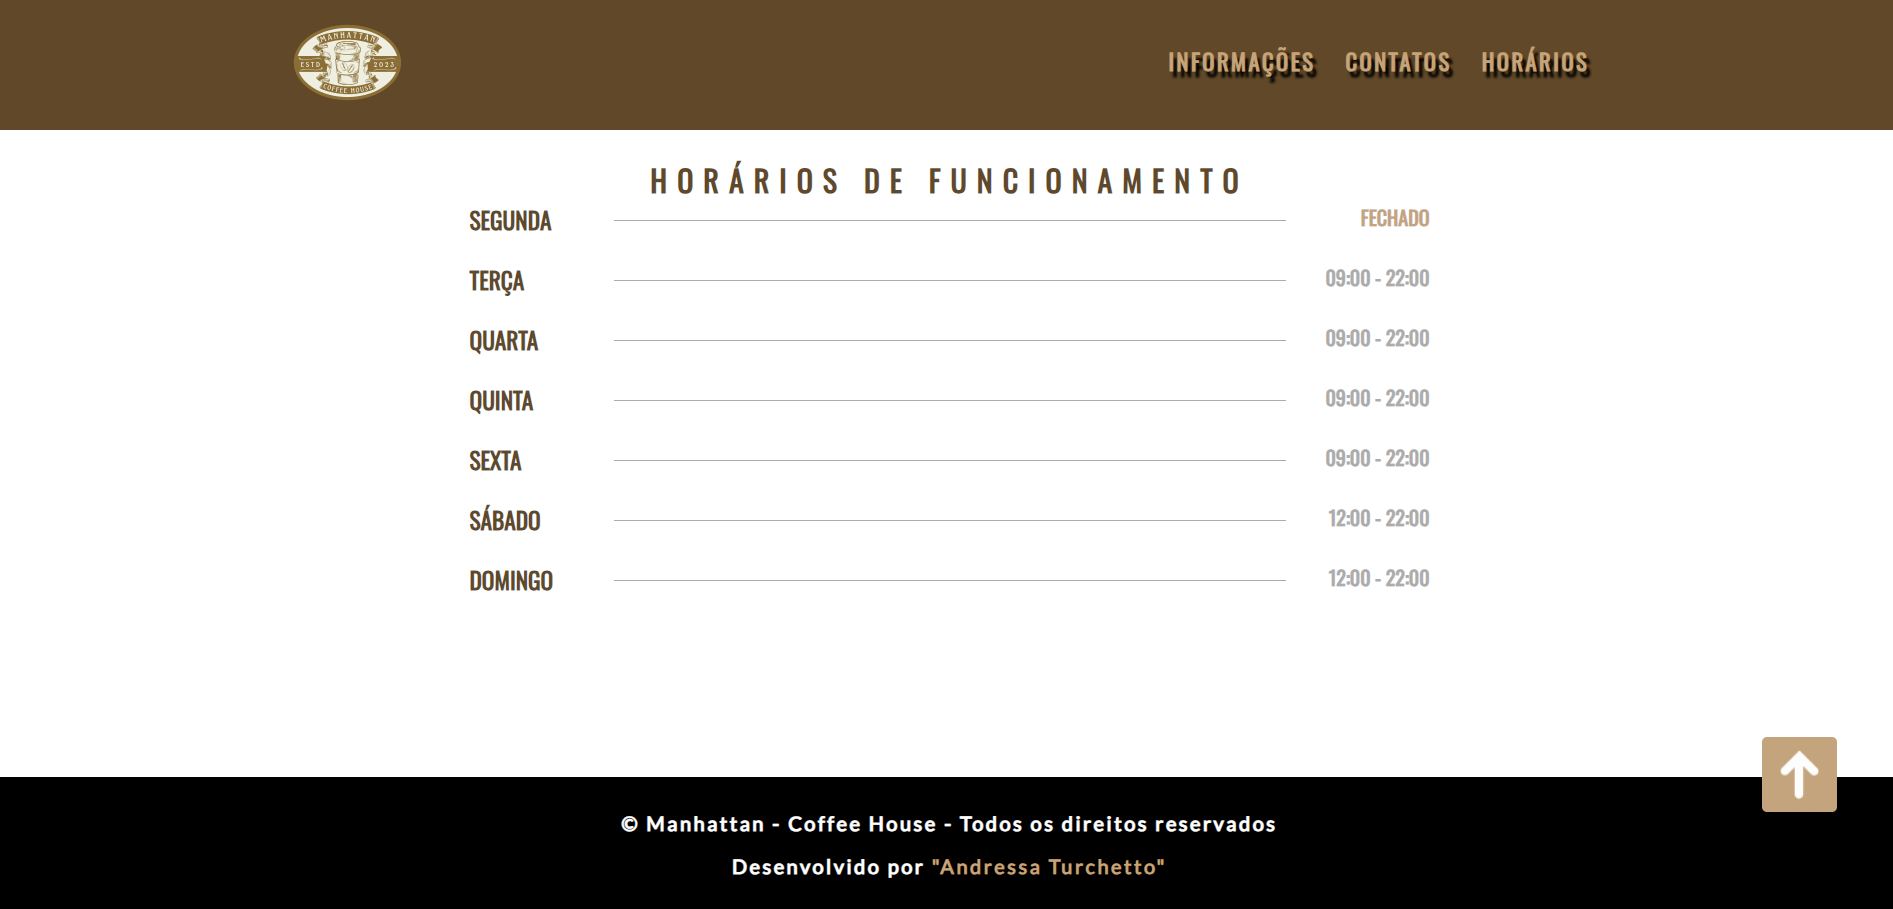 MANHATTAN
ESTD 2023
COFFEE HOUSE
INFORMAÇÕES CONTATOS HORÁRIOS
HORÁRIOS DE FUNCIONAMENTO
SEGUNDA FECHADO
TERÇA 09:00 - 22:00
QUARTA 09:00 - 22:00
QUINTA 09:00 - 22:00
SEXTA 09:00 - 22:00
SÁBADO 12:00 - 22:00
DOMINGO 12:00 - 22:00
© Manhattan - Coffee House - Todos os direitos reservados
Desenvolvido por "Andressa Turchetto"